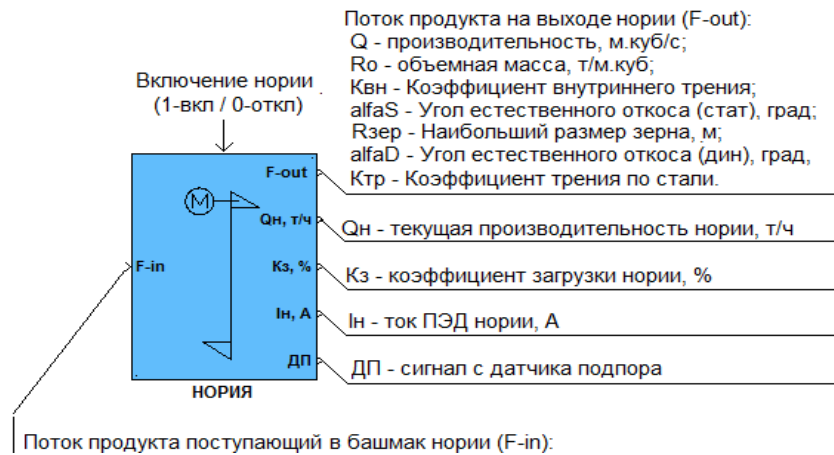 Поток продукта на выходе нории (F-out):
Q - производительность, м.куб/с;
Ro - объемная масса, т/м.куб;
Квн - Коэффициент внутриннего трения;
alfaS - Угол естественного откоса (стат), град;
Rзер - Наибольший размер зерна, м;
alfaD - Угол естественного откоса (дин), град,
Ктр - Коэффициент трения по стали.
Включение нории
(1-вкл / 0-откл)
F-out
M
Qн, т/ч
Qн - текущая производительность нории, т/ч
F-in
Кз, %
Кз - коэффициент загрузки нории, %
Iн, А
Iн - ток ПЭД нории, А
ДП
ДП - сигнал с датчика подпора
НОРИЯ
Поток продукта поступающий в башмак нории (F-in):